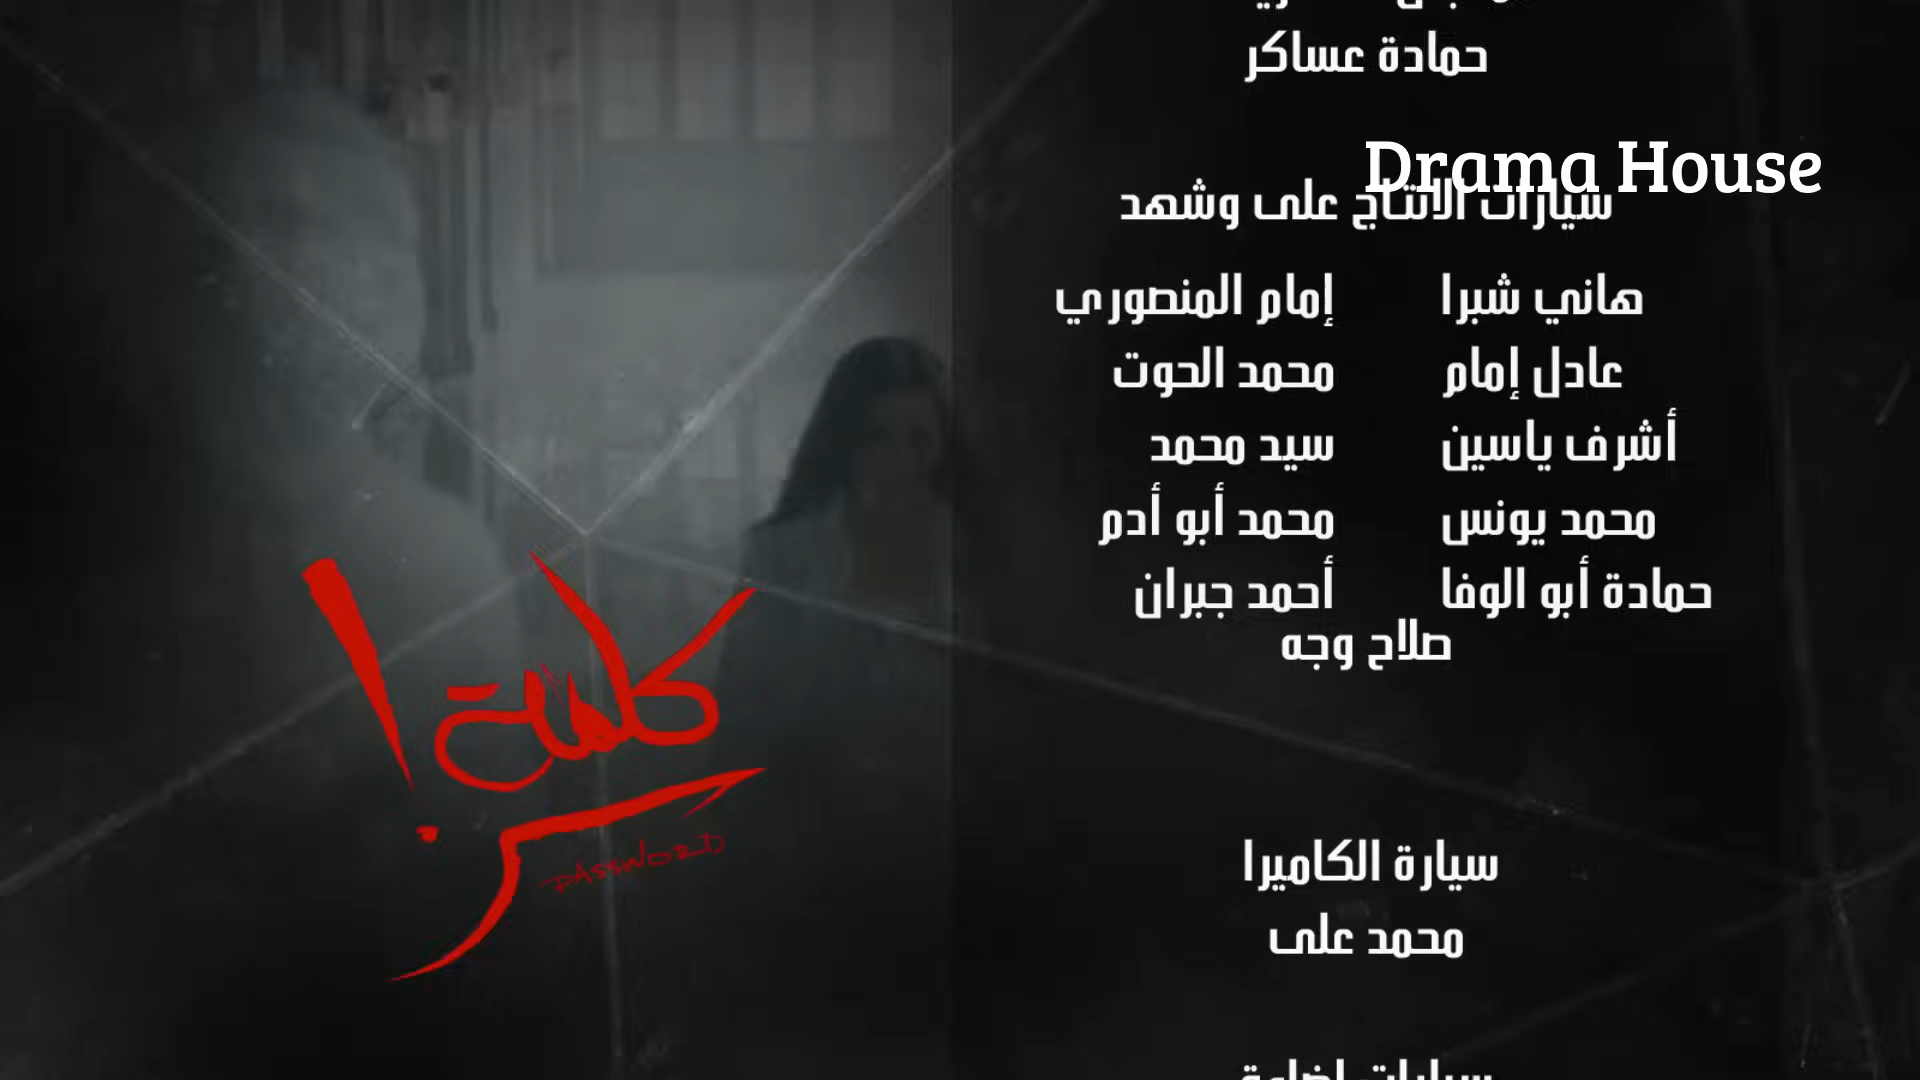 حمادة عساكر
Drama House
سيارات الانتاج على وشهد
هاني شبرا إمام المنصوري
عادل إمام محمد الحوت
أشرف ياسين سيد محمد
محمد يونس محمد أبو أدم
حمادة أبو الوفا أحمد جبران
صلاح وجه
كلمة
سر
PASSWORD
سيارة الكاميرا
محمد على